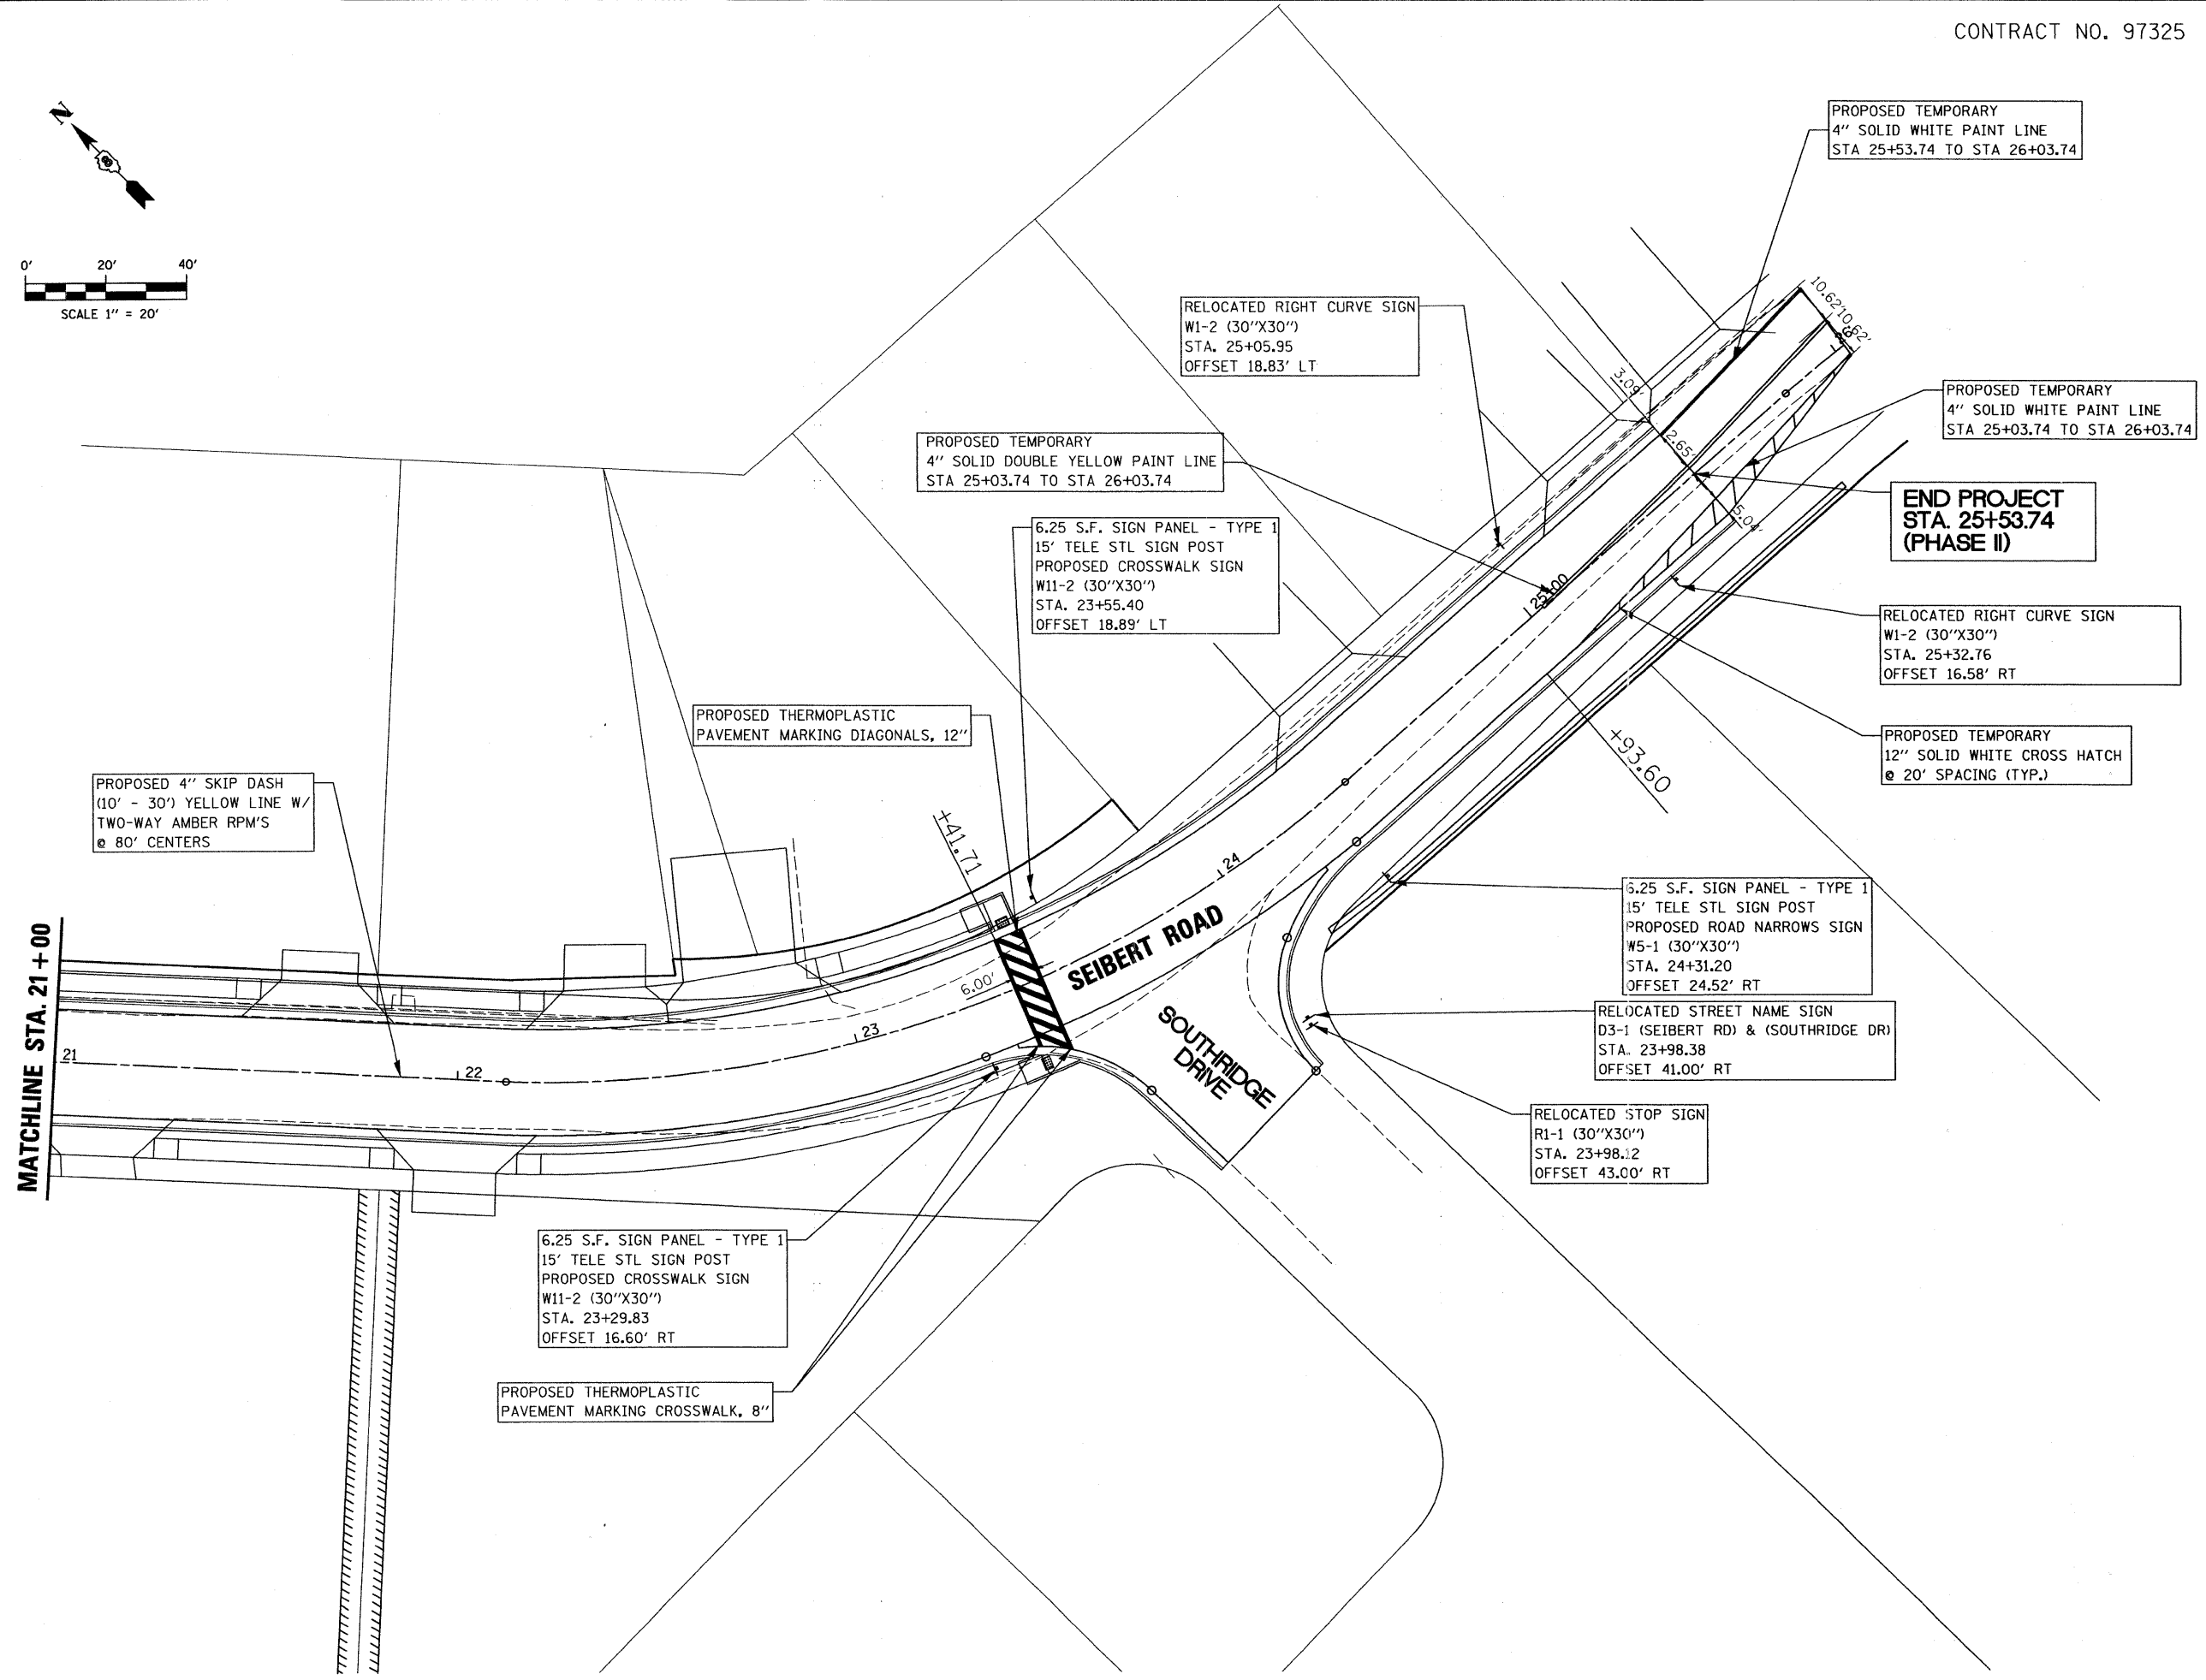 CONTRACT NO. 97325
N
0' 20' 40'
SCALE 1" = 20'
PROPOSED TEMPORARY
4" SOLID WHITE PAINT LINE
STA 25+53.74 TO STA 26+03.74
RELOCATED RIGHT CURVE SIGN
W1-2 (30"X30")
STA. 25+05.95
OFFSET 18.83' LT
10.62'
10.62'
3.09'
2.65'
5.04'
PROPOSED TEMPORARY
4" SOLID WHITE PAINT LINE
STA 25+03.74 TO STA 26+03.74
PROPOSED TEMPORARY
4" SOLID DOUBLE YELLOW PAINT LINE
STA 25+03.74 TO STA 26+03.74
END PROJECT
STA. 25+53.74
(PHASE II)
6.25 S.F. SIGN PANEL - TYPE 1
15' TELE STL SIGN POST
PROPOSED CROSSWALK SIGN
W11-2 (30"X30")
STA. 23+55.40
OFFSET 18.89' LT
25+00
RELOCATED RIGHT CURVE SIGN
W1-2 (30"X30")
STA. 25+32.76
OFFSET 16.58' RT
PROPOSED THERMOPLASTIC
PAVEMENT MARKING DIAGONALS, 12"
+93.60
PROPOSED TEMPORARY
12" SOLID WHITE CROSS HATCH
@ 20' SPACING (TYP.)
PROPOSED 4" SKIP DASH
(10' - 30') YELLOW LINE W/
TWO-WAY AMBER RPM'S
@ 80' CENTERS
+41.71
24
6.25 S.F. SIGN PANEL - TYPE 1
15' TELE STL SIGN POST
PROPOSED ROAD NARROWS SIGN
W5-1 (30"X30")
STA. 24+31.20
OFFSET 24.52' RT
SEIBERT ROAD
6.00'
MATCHLINE STA. 21+00
21
22
23
SOUTHRIDGE
DRIVE
RELOCATED STREET NAME SIGN
D3-1 (SEIBERT RD) & (SOUTHRIDGE DR)
STA. 23+98.38
OFFSET 41.00' RT
RELOCATED STOP SIGN
R1-1 (30"X30")
STA. 23+98.12
OFFSET 43.00' RT
6.25 S.F. SIGN PANEL - TYPE 1
15' TELE STL SIGN POST
PROPOSED CROSSWALK SIGN
W11-2 (30"X30")
STA. 23+29.83
OFFSET 16.60' RT
PROPOSED THERMOPLASTIC
PAVEMENT MARKING CROSSWALK, 8"